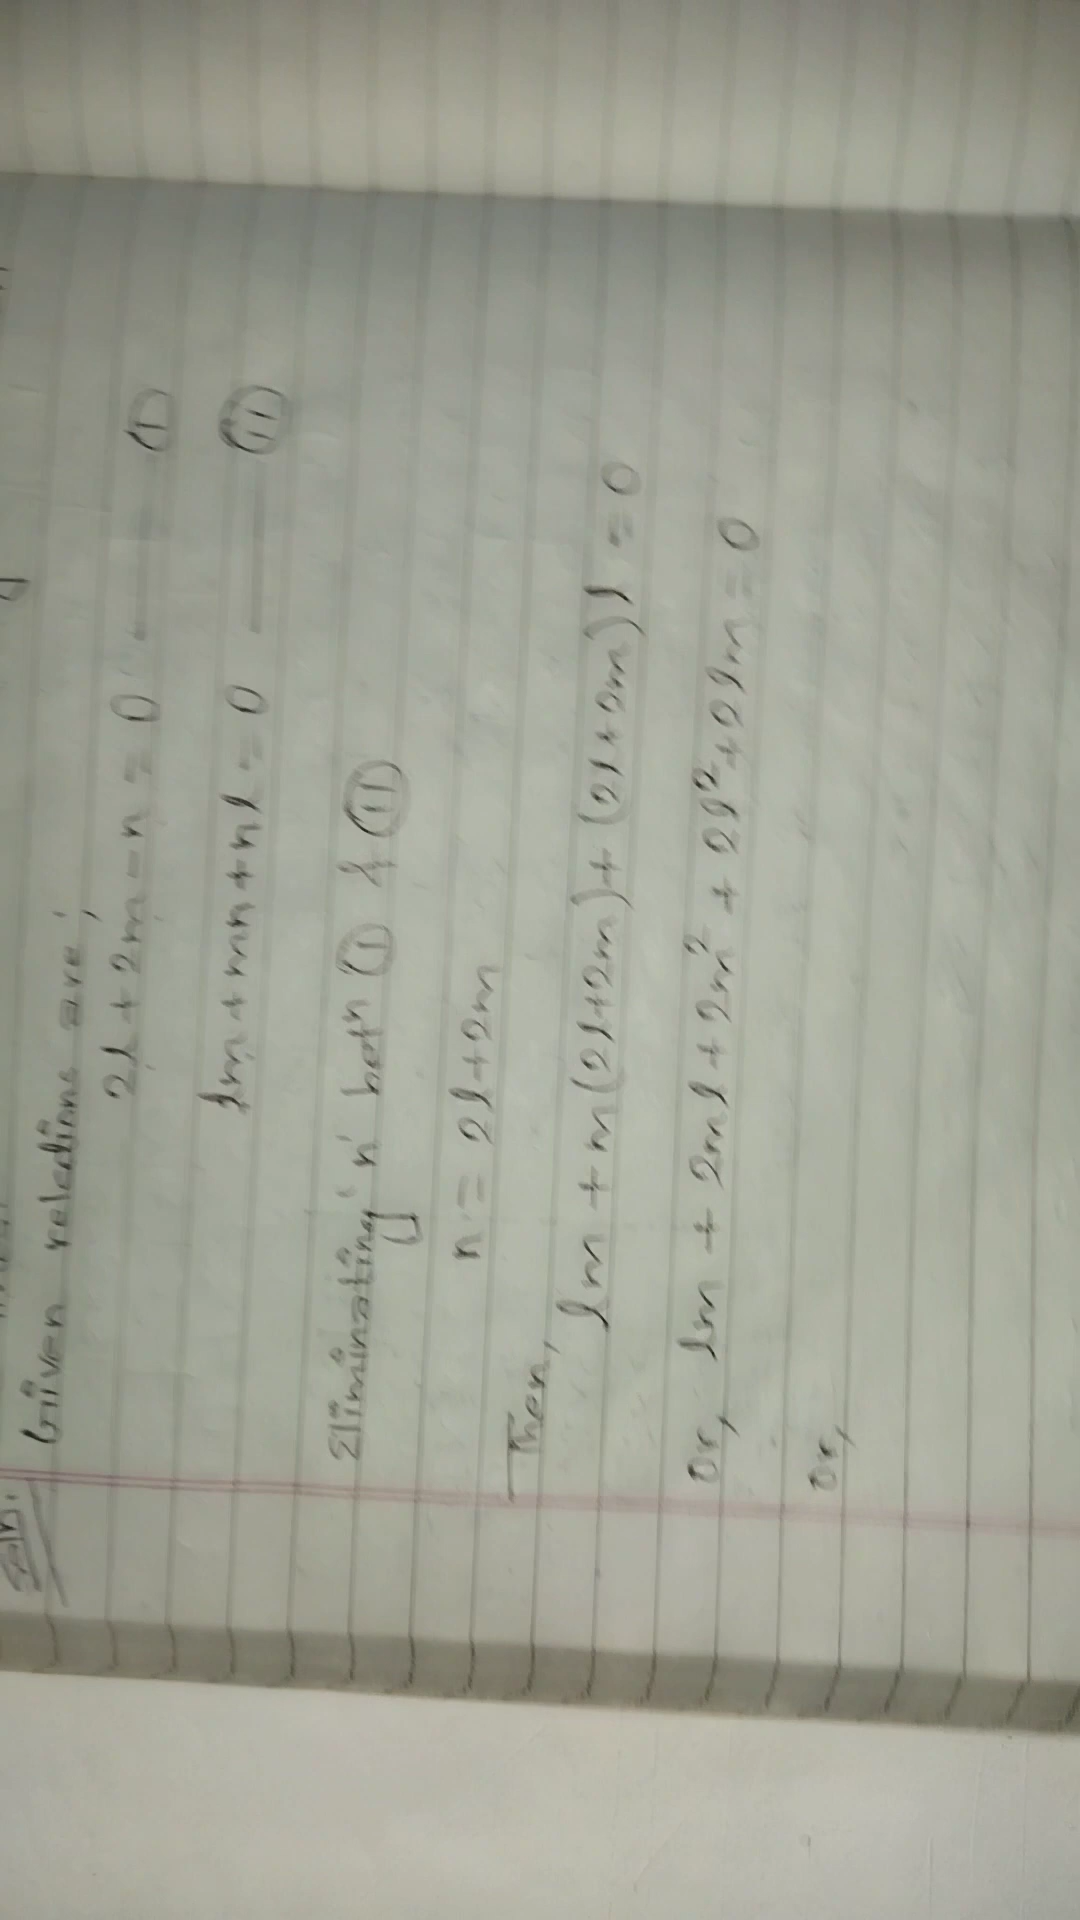 Soln.
Given relations are,
2l + 2m - n = 0 — (I)
lm + mn + nl = 0 — (II)
Eliminating 'n' both (I) & (II)
n = 2l + 2m
Then,
lm + m(2l + 2m) + (2l + 2m)l = 0
or, lm + 2ml + 2m² + 2l² + 2lm = 0
or,